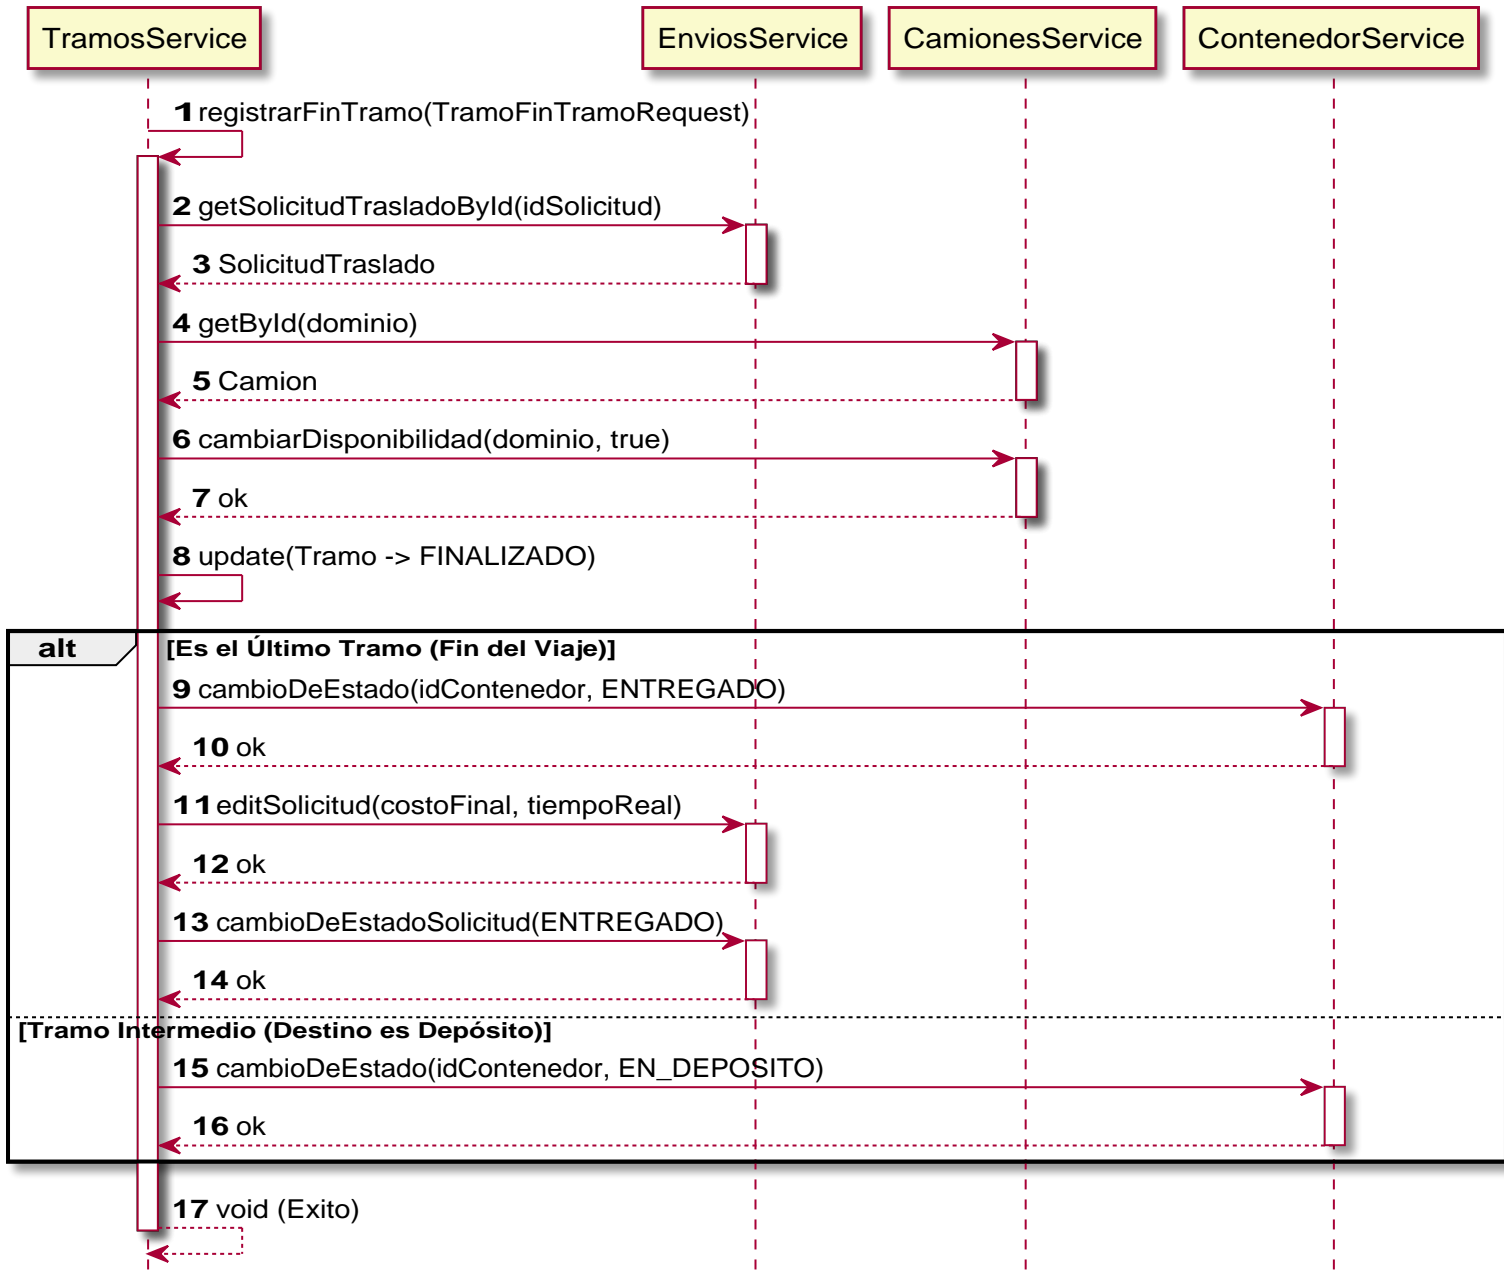 TramosService
EnviosService
CamionesService
ContenedorService
1 registrarFinTramo(TramoFinTramoRequest)
2 getSolicitudTrasladoById(idSolicitud)
3 SolicitudTraslado
4 getById(dominio)
5 Camion
6 cambiarDisponibilidad(dominio, true)
7 ok
8 update(Tramo -> FINALIZADO)
alt [Es el Último Tramo (Fin del Viaje)]
9 cambioDeEstado(idContenedor, ENTREGADO)
10 ok
11 editSolicitud(costoFinal, tiempoReal)
12 ok
13 cambioDeEstadoSolicitud(ENTREGADO)
14 ok
[Tramo Intermedio (Destino es Depósito)]
15 cambioDeEstado(idContenedor, EN_DEPOSITO)
16 ok
17 void (Exito)